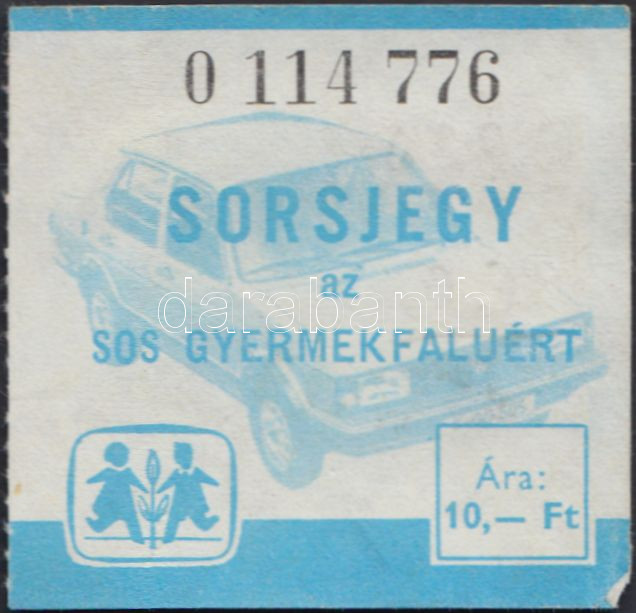 0 114 776
SORSJEGY
az
darabanth
SOS GYERMEKFALUÉRT
Ára:
10,— Ft